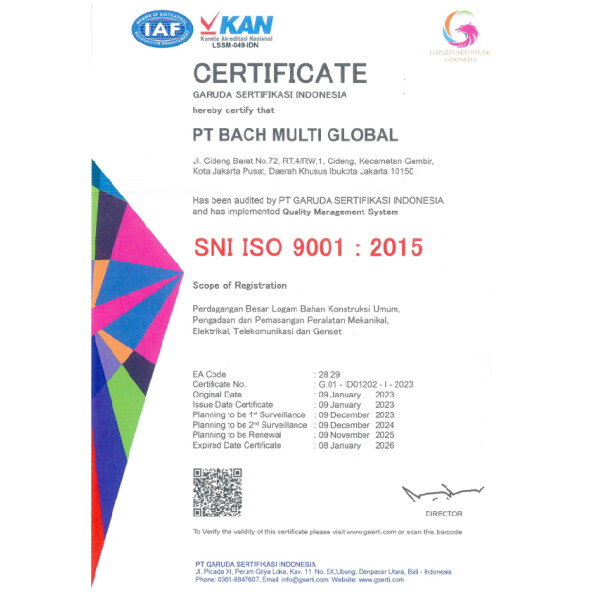 MEMBER OF MULTILATERAL
IAF
RECOGNITION ARRANGEMENT
KAN
Komite Akreditasi Nasional
LSSM-049-IDN
GARUDA SERTIFIKASI
INDONESIA
CERTIFICATE
GARUDA SERTIFIKASI INDONESIA
hereby certify that
PT BACH MULTI GLOBAL
Jl. Cideng Barat No.72, RT.4/RW.1, Cideng, Kecamatan Gambir,
Kota Jakarta Pusat, Daerah Khusus Ibukota Jakarta 10150
Has been audited by PT GARUDA SERTIFIKASI INDONESIA
and has implemented Quality Management System
SNI ISO 9001 : 2015
Scope of Registration
Perdagangan Besar Logam Bahan Konstruksi Umum,
Pengadaan dan Pemasangan Peralatan Mekanikal,
Elektrikal, Telekomunikasi dan Genset
EA Code : 28.29
Certificate No. : G.01 - ID01202 - I - 2023
Original Date : 09 January 2023
Issue Date Certificate : 09 January 2023
Planning to be 1st Surveillance : 09 December 2023
Planning to be 2nd Surveillance : 09 December 2024
Planning to be Renewal : 09 November 2025
Expired Date Certificate : 08 January 2026
DIRECTOR
To Verify the validity of this certificate please visit www.gserti.com or scan this barcode
PT GARUDA SERTIFIKASI INDONESIA
Jl. Picada XI, Perum Griya Loka, Kav. 11 No. 5X,Ubung, Denpasar Utara, Bali - Indonesia
Phone: 0361-8947607, Email: info@gserti.com, Website: www.gserti.com